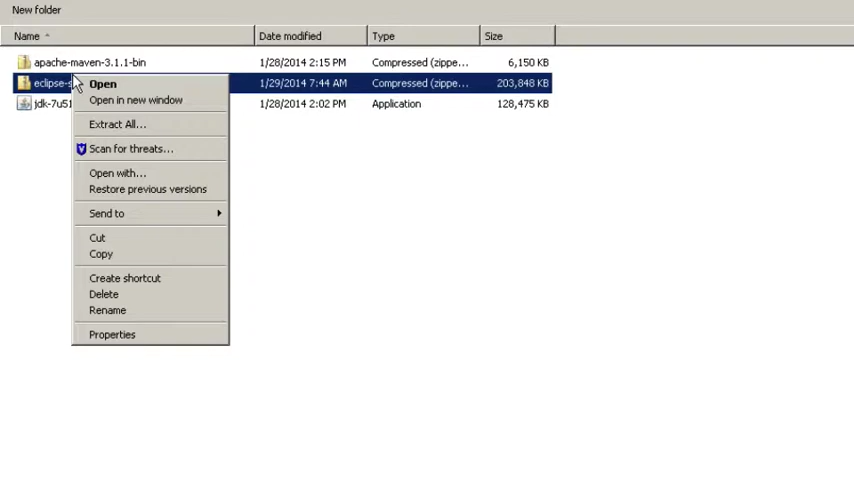 New folder
Name Date modified Type Size
apache-maven-3.1.1-bin 1/28/2014 2:15 PM Compressed (zippe... 6,150 KB
eclipse-s 1/29/2014 7:44 AM Compressed (zippe... 203,848 KB
jdk-7u51 1/28/2014 2:02 PM Application 128,475 KB
Open
Open in new window
Extract All...
Scan for threats...
Open with...
Restore previous versions
Send to
Cut
Copy
Create shortcut
Delete
Rename
Properties